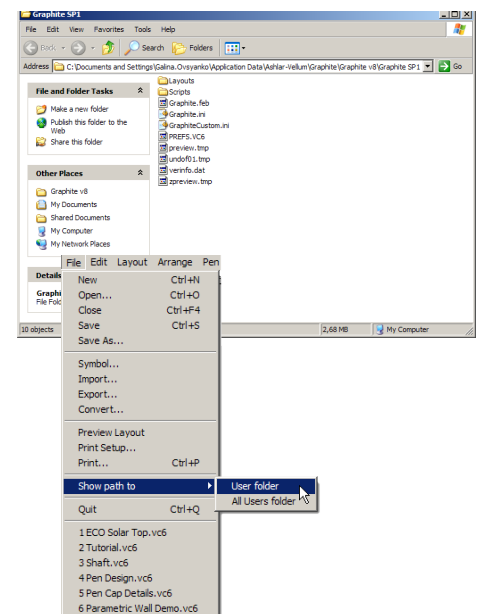 Graphite SP1
File Edit View Favorites Tools Help
Back Search Folders
Address C:\Documents and Settings\Galina.Ovsyanko\Application Data\Ashlar-Vellum\Graphite\Graphite v8\Graphite SP1 Go
File and Folder Tasks
Make a new folder
Publish this folder to the
Web
Share this folder
Other Places
Graphite v8
My Documents
Shared Documents
My Computer
My Network Places
Details
Graphi
File Fold
Layouts
Scripts
Graphite.feb
Graphite.ini
GraphiteCustom.ini
PREFS.VC6
preview.tmp
undof01.tmp
verinfo.dat
zpreview.tmp
10 objects 2,68 MB My Computer
File Edit Layout Arrange Pen
New Ctrl+N
Open... Ctrl+O
Close Ctrl+F4
Save Ctrl+S
Save As...
Symbol...
Import...
Export...
Convert...
Preview Layout
Print Setup...
Print... Ctrl+P
Show path to User folder
All Users folder
Quit Ctrl+Q
1 ECO Solar Top.vc6
2 Tutorial.vc6
3 Shaft.vc6
4 Pen Design.vc6
5 Pen Cap Details.vc6
6 Parametric Wall Demo.vc6